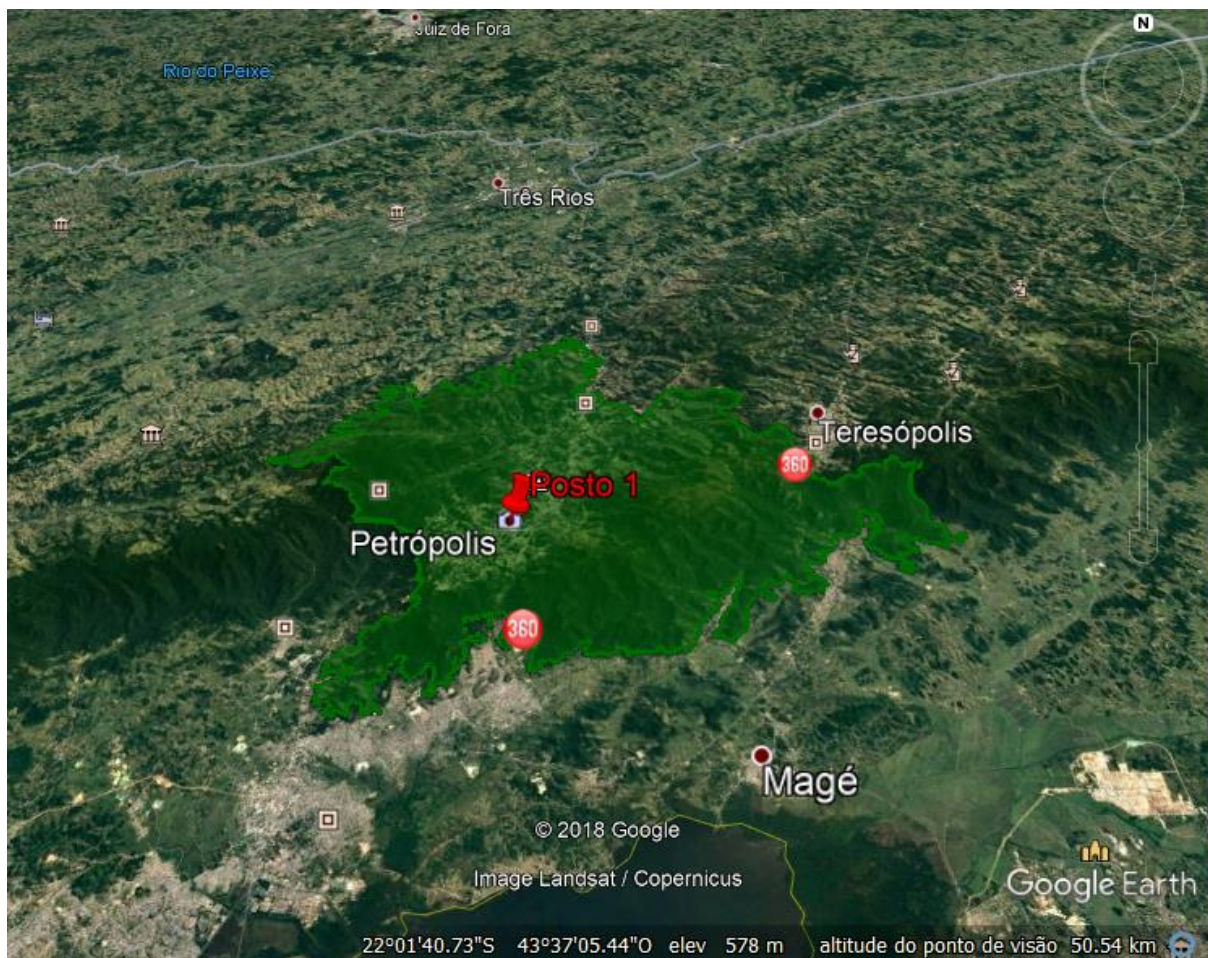 N
Juiz de Fora
Rio do Peixe
Três Rios
Teresópolis
360
Posto 1
Petrópolis
360
Magé
© 2018 Google
Image Landsat / Copernicus
Google Earth
22°01'40.73"S 43°37'05.44"O elev 578 m altitude do ponto de visão 50.54 km